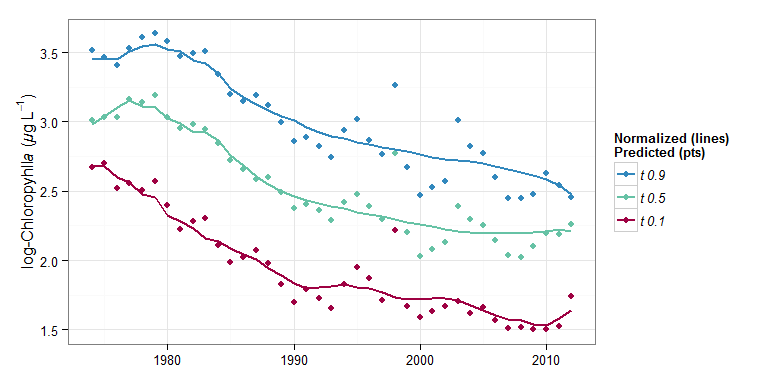 log-Chloropyhlla (μg L⁻¹)
3.5
3.0
2.5
2.0
1.5
1980
1990
2000
2010
Normalized (lines)
Predicted (pts)
t 0.9
t 0.5
t 0.1